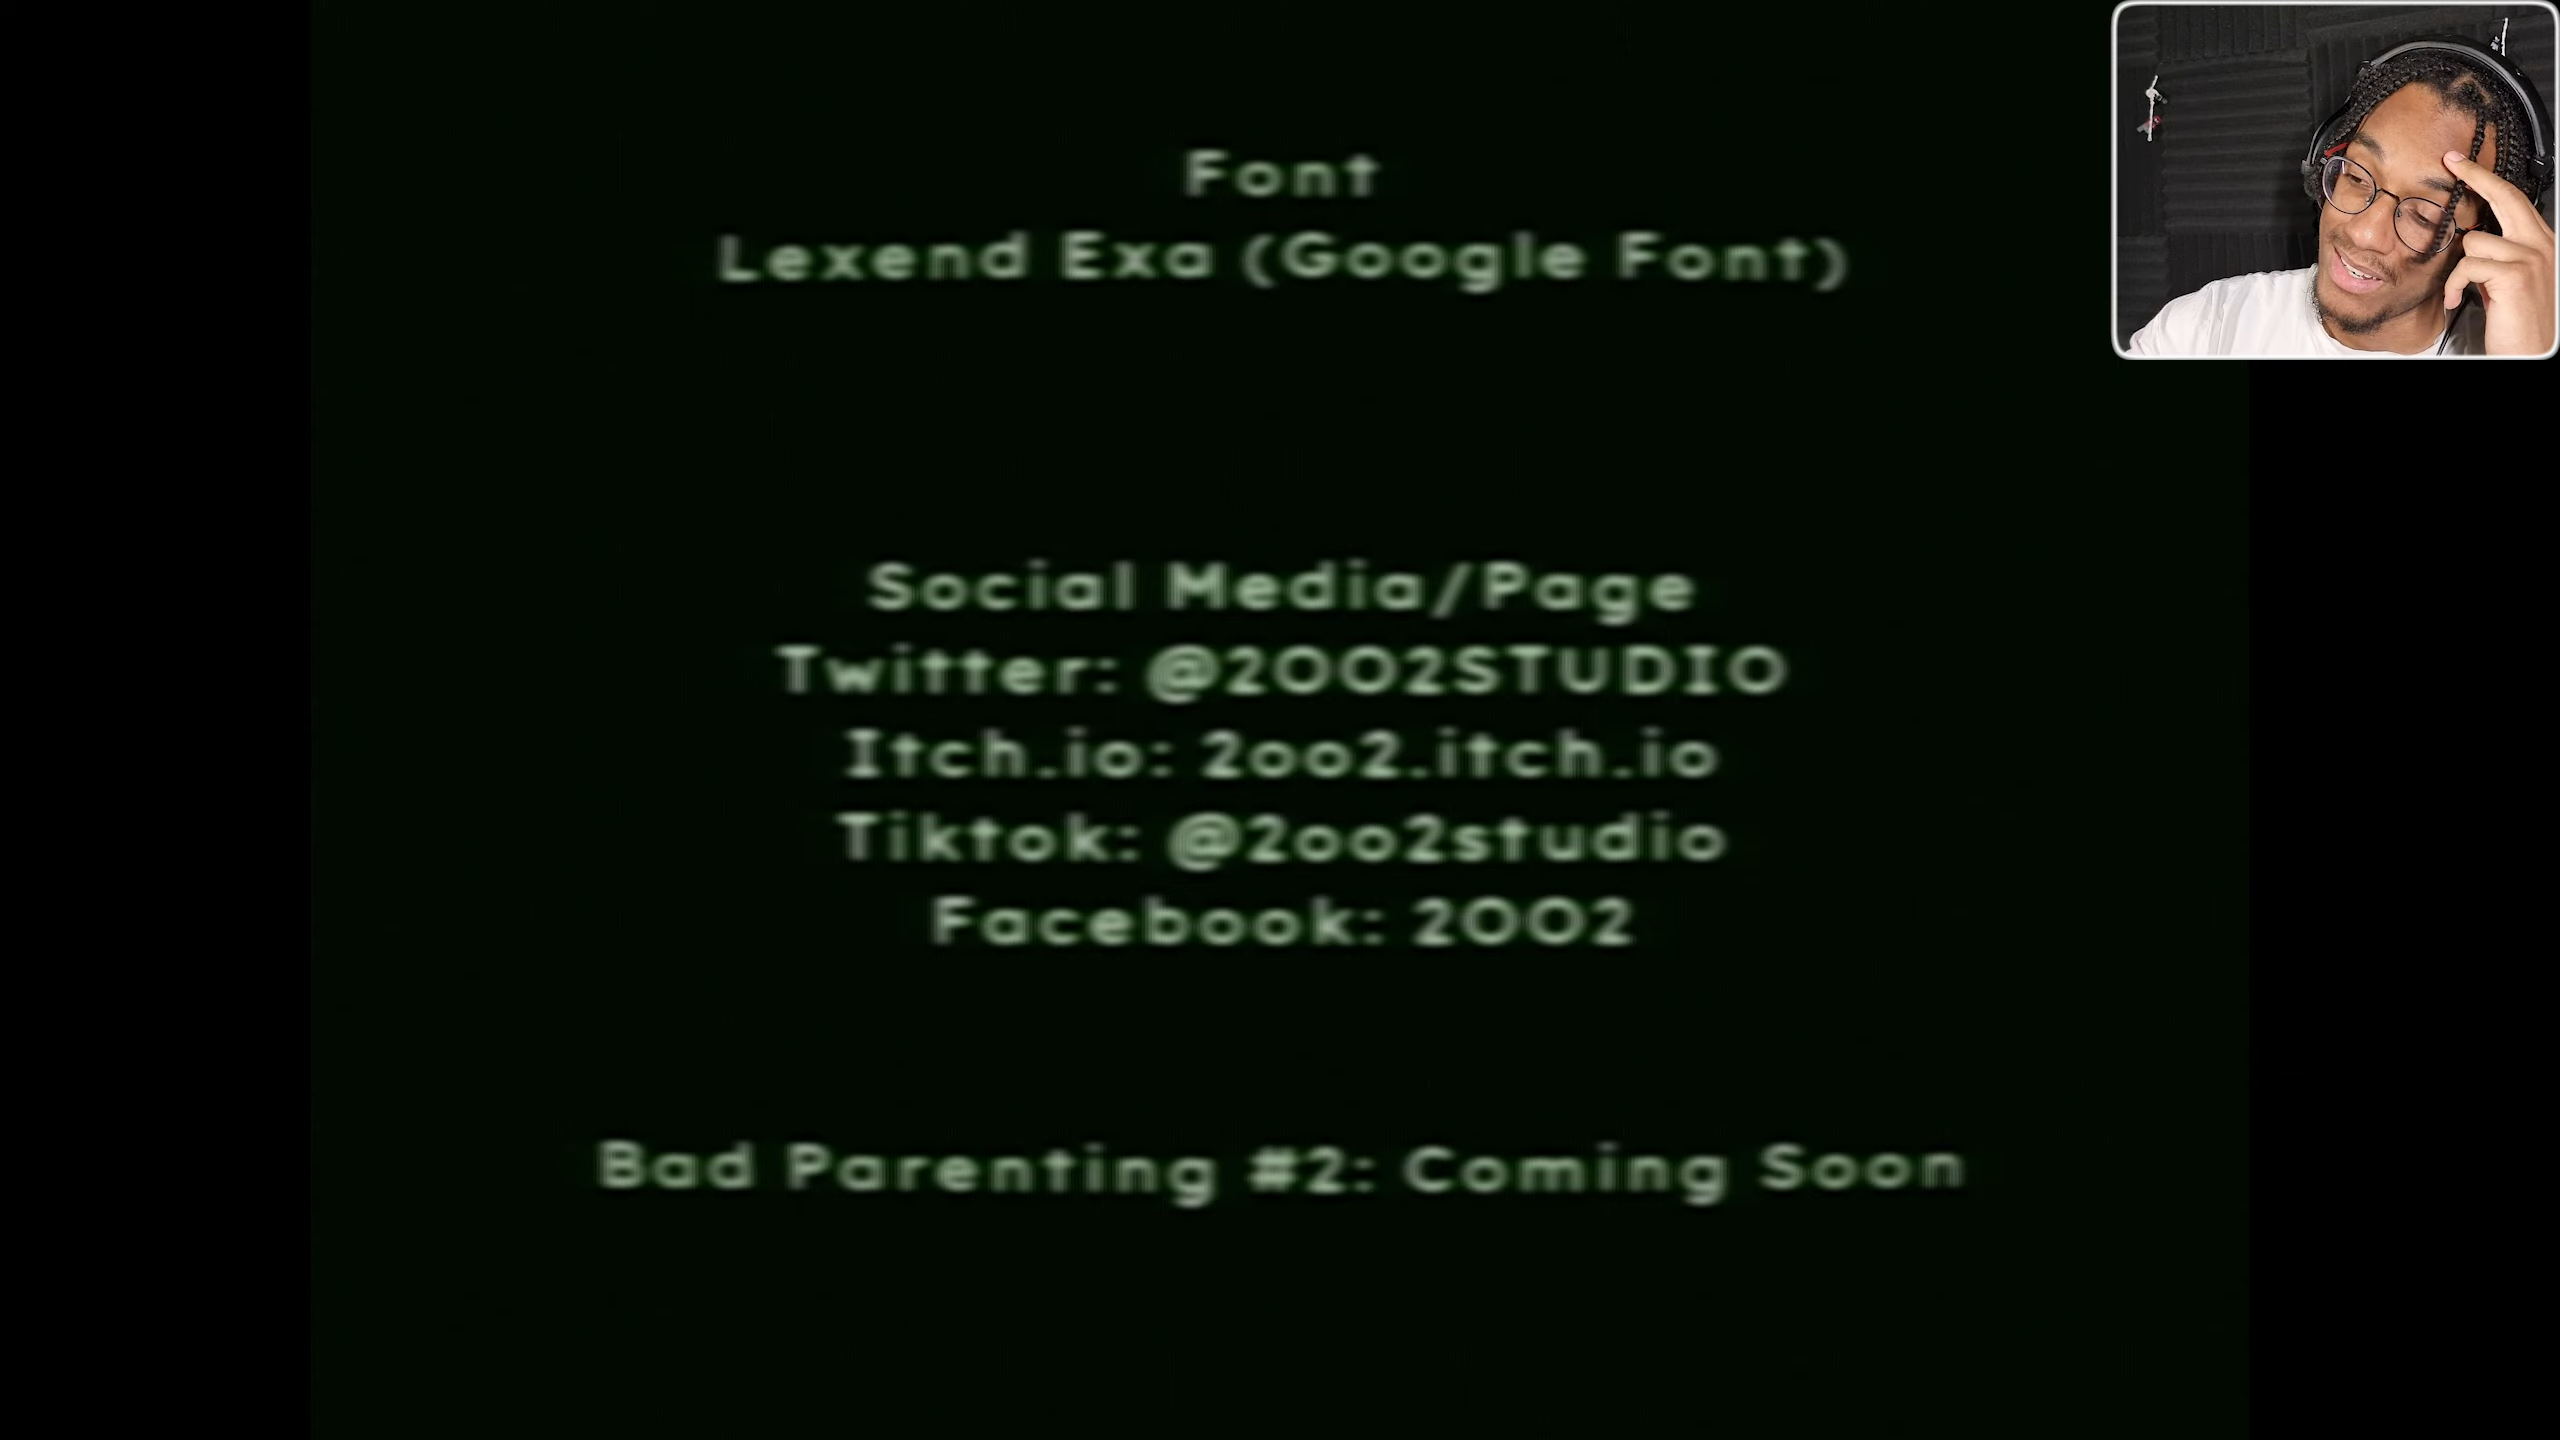 Font
Lexend Exa (Google Font)
Social Media/Page
Twitter: @2OO2STUDIO
Itch.io: 2oo2.itch.io
Tiktok: @2oo2studio
Facebook: 2OO2
Bad Parenting #2: Coming Soon